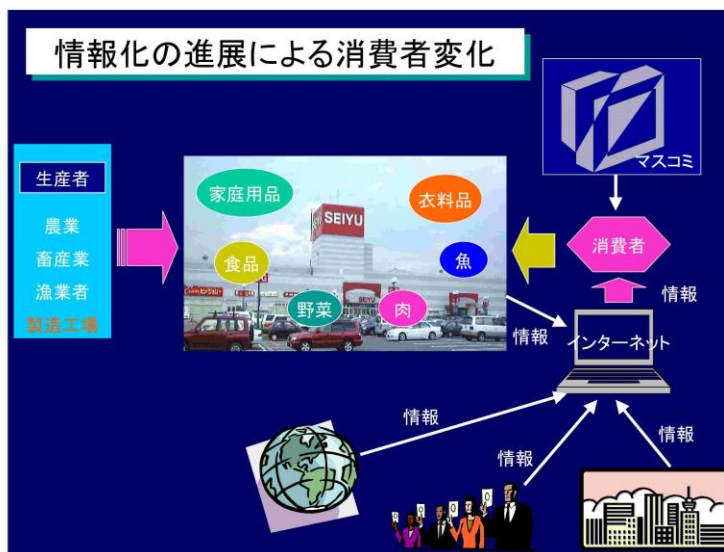 情報化の進展による消費者変化
マスコミ
生産者
農業
畜産業
漁業者
製造工場
家庭用品
衣料品
SEIYU
食品
魚
野菜
肉
SEIYU
消費者
情報
情報
インターネット
情報
情報
情報